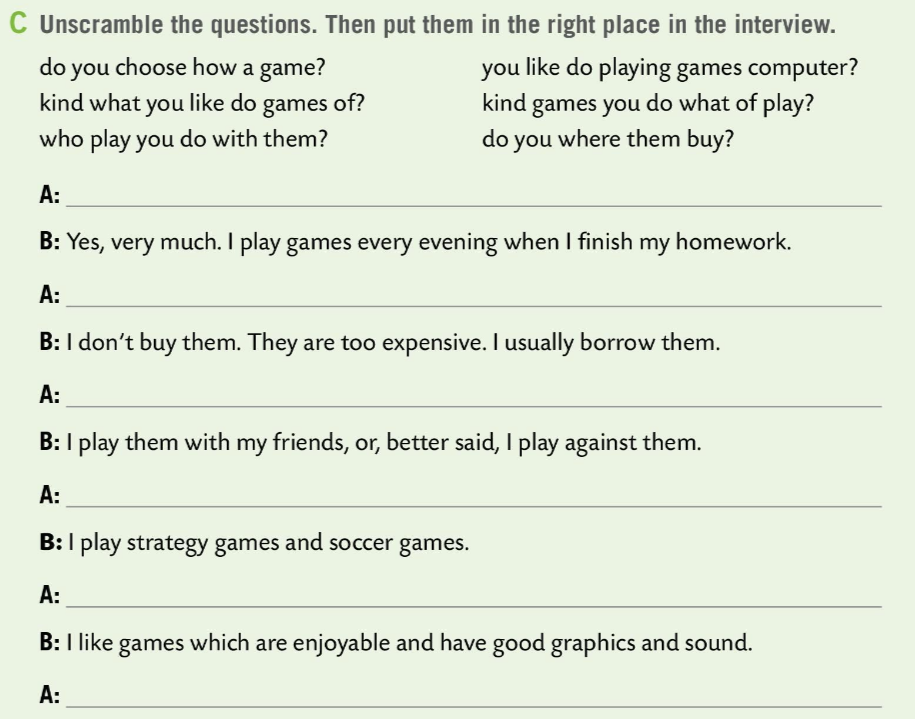 C Unscramble the questions. Then put them in the right place in the interview.
do you choose how a game?
kind what you like do games of?
who play you do with them?
you like do playing games computer?
kind games you do what of play?
do you where them buy?
A:
B: Yes, very much. I play games every evening when I finish my homework.
A:
B: I don't buy them. They are too expensive. I usually borrow them.
A:
B: I play them with my friends, or, better said, I play against them.
A:
B: I play strategy games and soccer games.
A:
B: I like games which are enjoyable and have good graphics and sound.
A: